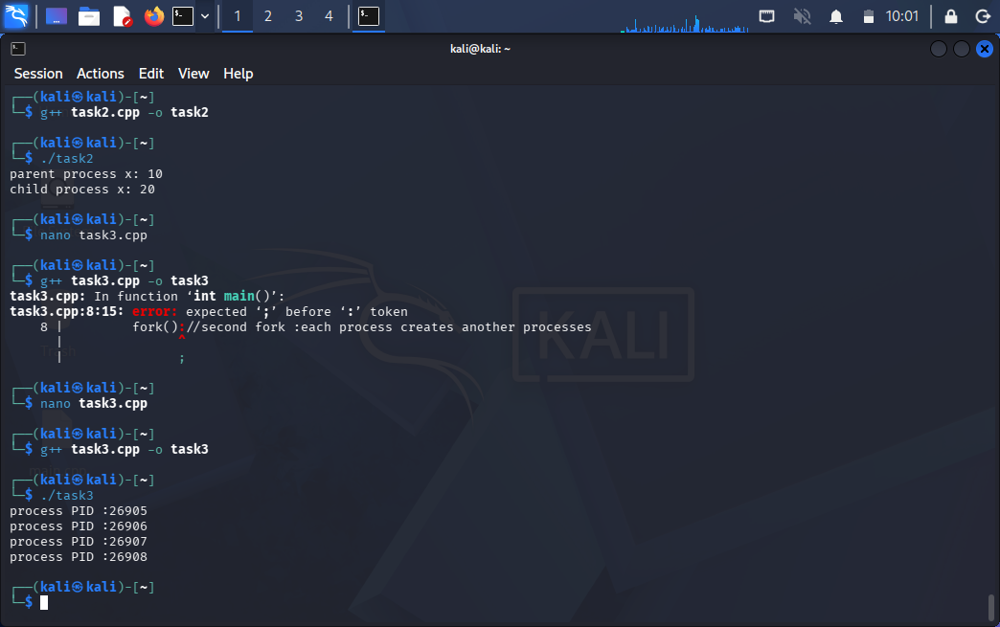 1 2 3 4 10:01
kali@kali: ~
Session Actions Edit View Help
┌──(kali㉿kali)-[~]
└─$ g++ task2.cpp -o task2
┌──(kali㉿kali)-[~]
└─$ ./task2
parent process x: 10
child process x: 20
┌──(kali㉿kali)-[~]
└─$ nano task3.cpp
┌──(kali㉿kali)-[~]
└─$ g++ task3.cpp -o task3
task3.cpp: In function ‘int main()’:
task3.cpp:8:15: error: expected ‘;’ before ‘:’ token
8 | fork()://second fork :each process creates another processes
| ^
| ;
┌──(kali㉿kali)-[~]
└─$ nano task3.cpp
┌──(kali㉿kali)-[~]
└─$ g++ task3.cpp -o task3
┌──(kali㉿kali)-[~]
└─$ ./task3
process PID :26905
process PID :26906
process PID :26907
process PID :26908
┌──(kali㉿kali)-[~]
└─$
KALI